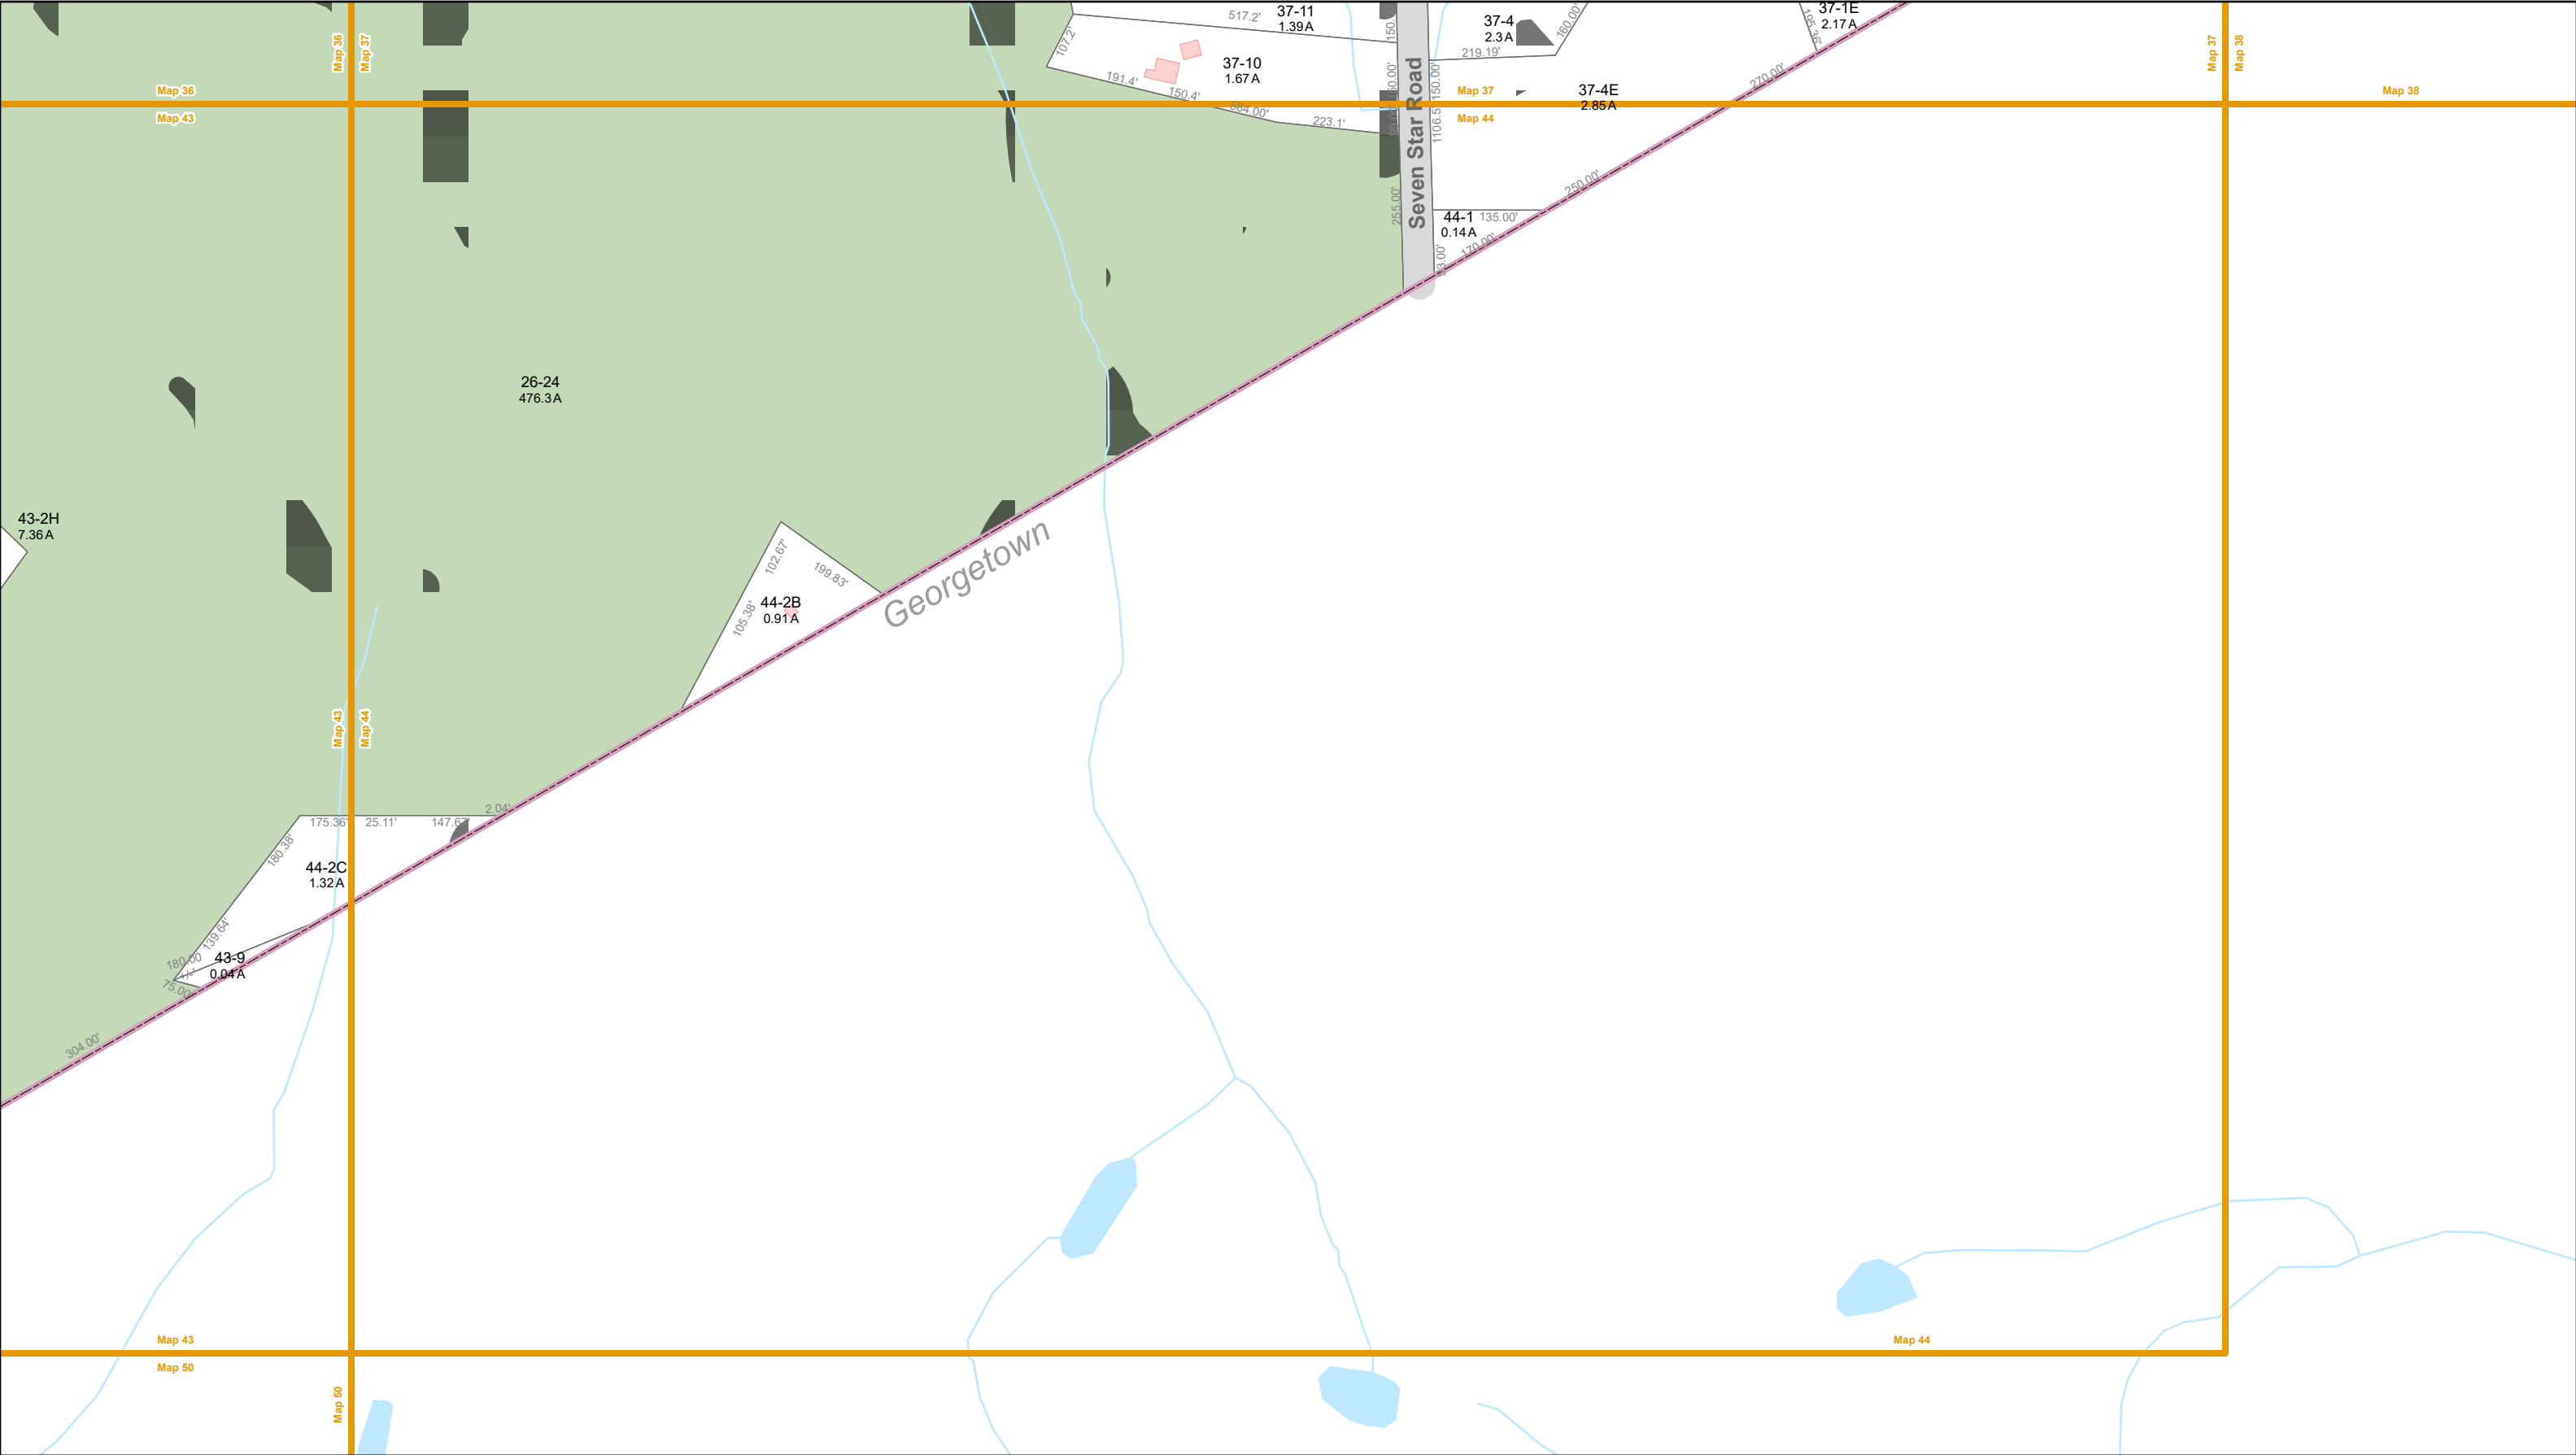 37-11
1.39 A
517.2'
107.2'
37-10
1.67 A
191.4'
150.4'
584.00'
223.1'
Seven Star Road
255.00'
150.00'
1106.5'
37-4
2.3 A
219.19'
160.00'
37-1E
2.17 A
195.36'
270.00'
37-4E
2.85 A
250.00'
44-1
0.14 A
135.00'
170.00'
Map 36
Map 37
Map 36
Map 43
Map 37
Map 44
Map 37
Map 38
Map 38
26-24
476.3 A
43-2H
7.36 A
102.67'
199.83'
105.38'
44-2B
0.91 A
Georgetown
Map 43
Map 44
2.04'
175.36'
25.11'
147.67'
180.38'
44-2C
1.32 A
139.64'
180.00
43-9
0.04 A
75.00'
304.00'
Map 43
Map 50
Map 44
Map 50